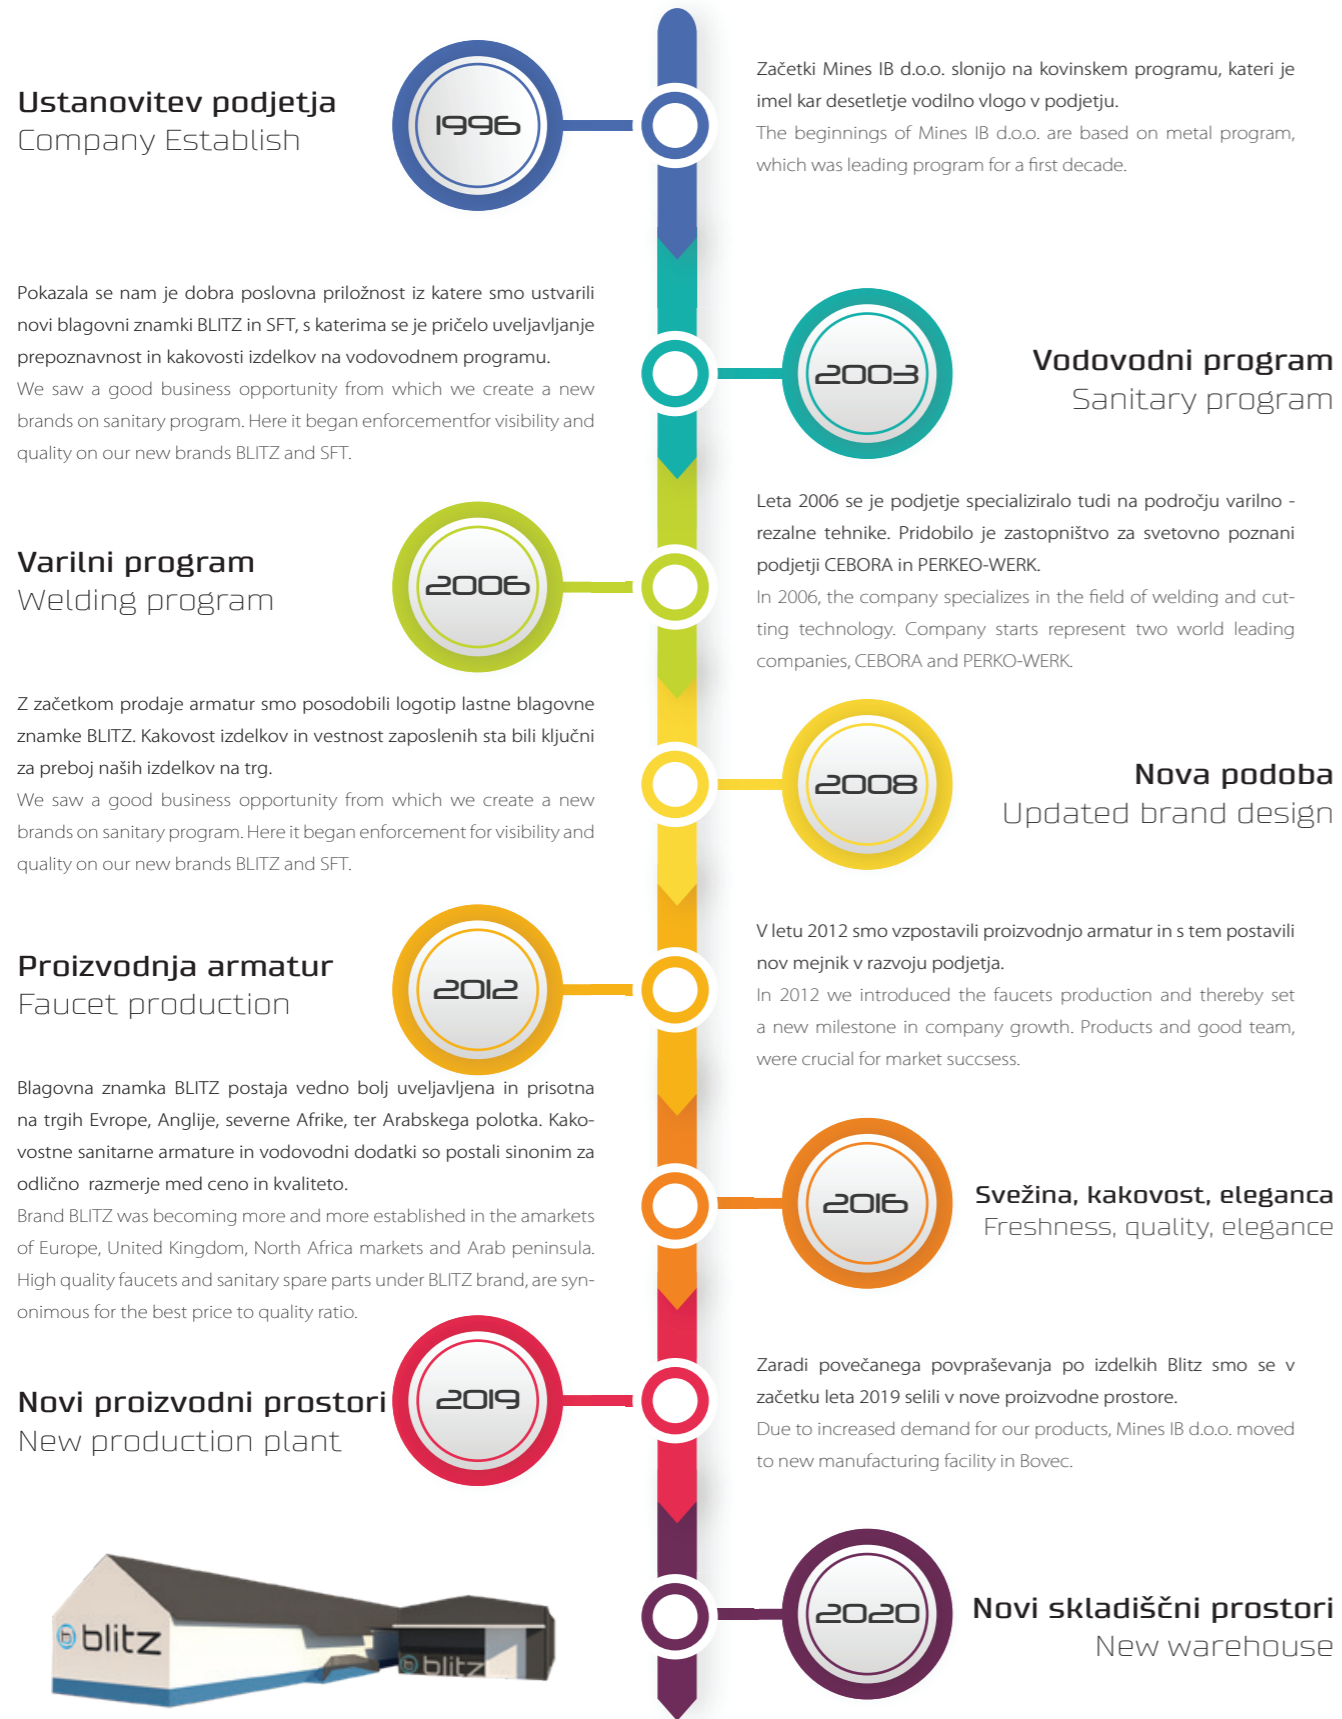 Ustanovitev podjetja
Company Establish
1996
Začetki Mines IB d.o.o. slonijo na kovinskem programu, kateri je
imel kar desetletje vodilno vlogo v podjetju.
The beginnings of Mines IB d.o.o. are based on metal program,
which was leading program for a first decade.
Pokazala se nam je dobra poslovna priložnost iz katere smo ustvarili
novi blagovni znamki BLITZ in SFT, s katerima se je pričelo uveljavljanje
prepoznavnost in kakovosti izdelkov na vodovodnem programu.
We saw a good business opportunity from which we create a new
brands on sanitary program. Here it began enforcementfor visibility and
quality on our new brands BLITZ and SFT.
2003
Vodovodni program
Sanitary program
Varilni program
Welding program
2006
Leta 2006 se je podjetje specializiralo tudi na področju varilno -
rezalne tehnike. Pridobilo je zastopništvo za svetovno poznani
podjetji CEBORA in PERKEO-WERK.
In 2006, the company specializes in the field of welding and cut-
ting technology. Company starts represent two world leading
companies, CEBORA and PERKO-WERK.
Z začetkom prodaje armatur smo posodobili logotip lastne blagovne
znamke BLITZ. Kakovost izdelkov in vestnost zaposlenih sta bili ključni
za preboj naših izdelkov na trg.
We saw a good business opportunity from which we create a new
brands on sanitary program. Here it began enforcement for visibility and
quality on our new brands BLITZ and SFT.
2008
Nova podoba
Updated brand design
Proizvodnja armatur
Faucet production
2012
V letu 2012 smo vzpostavili proizvodnjo armatur in s tem postavili
nov mejnik v razvoju podjetja.
In 2012 we introduced the faucets production and thereby set
a new milestone in company growth. Products and good team,
were crucial for market succsess.
Blagovna znamka BLITZ postaja vedno bolj uveljavljena in prisotna
na trgih Evrope, Anglije, severne Afrike, ter Arabskega polotka. Kako-
vostne sanitarne armature in vodovodni dodatki so postali sinonim za
odlično razmerje med ceno in kvaliteto.
Brand BLITZ was becoming more and more established in the amarkets
of Europe, United Kingdom, North Africa markets and Arab peninsula.
High quality faucets and sanitary spare parts under BLITZ brand, are syn-
onimous for the best price to quality ratio.
2016
Svežina, kakovost, eleganca
Freshness, quality, elegance
Novi proizvodni prostori
New production plant
2019
Zaradi povečanega povpraševanja po izdelkih Blitz smo se v
začetku leta 2019 selili v nove proizvodne prostore.
Due to increased demand for our products, Mines IB d.o.o. moved
to new manufacturing facility in Bovec.
blitz
blitz
2020
Novi skladiščni prostori
New warehouse